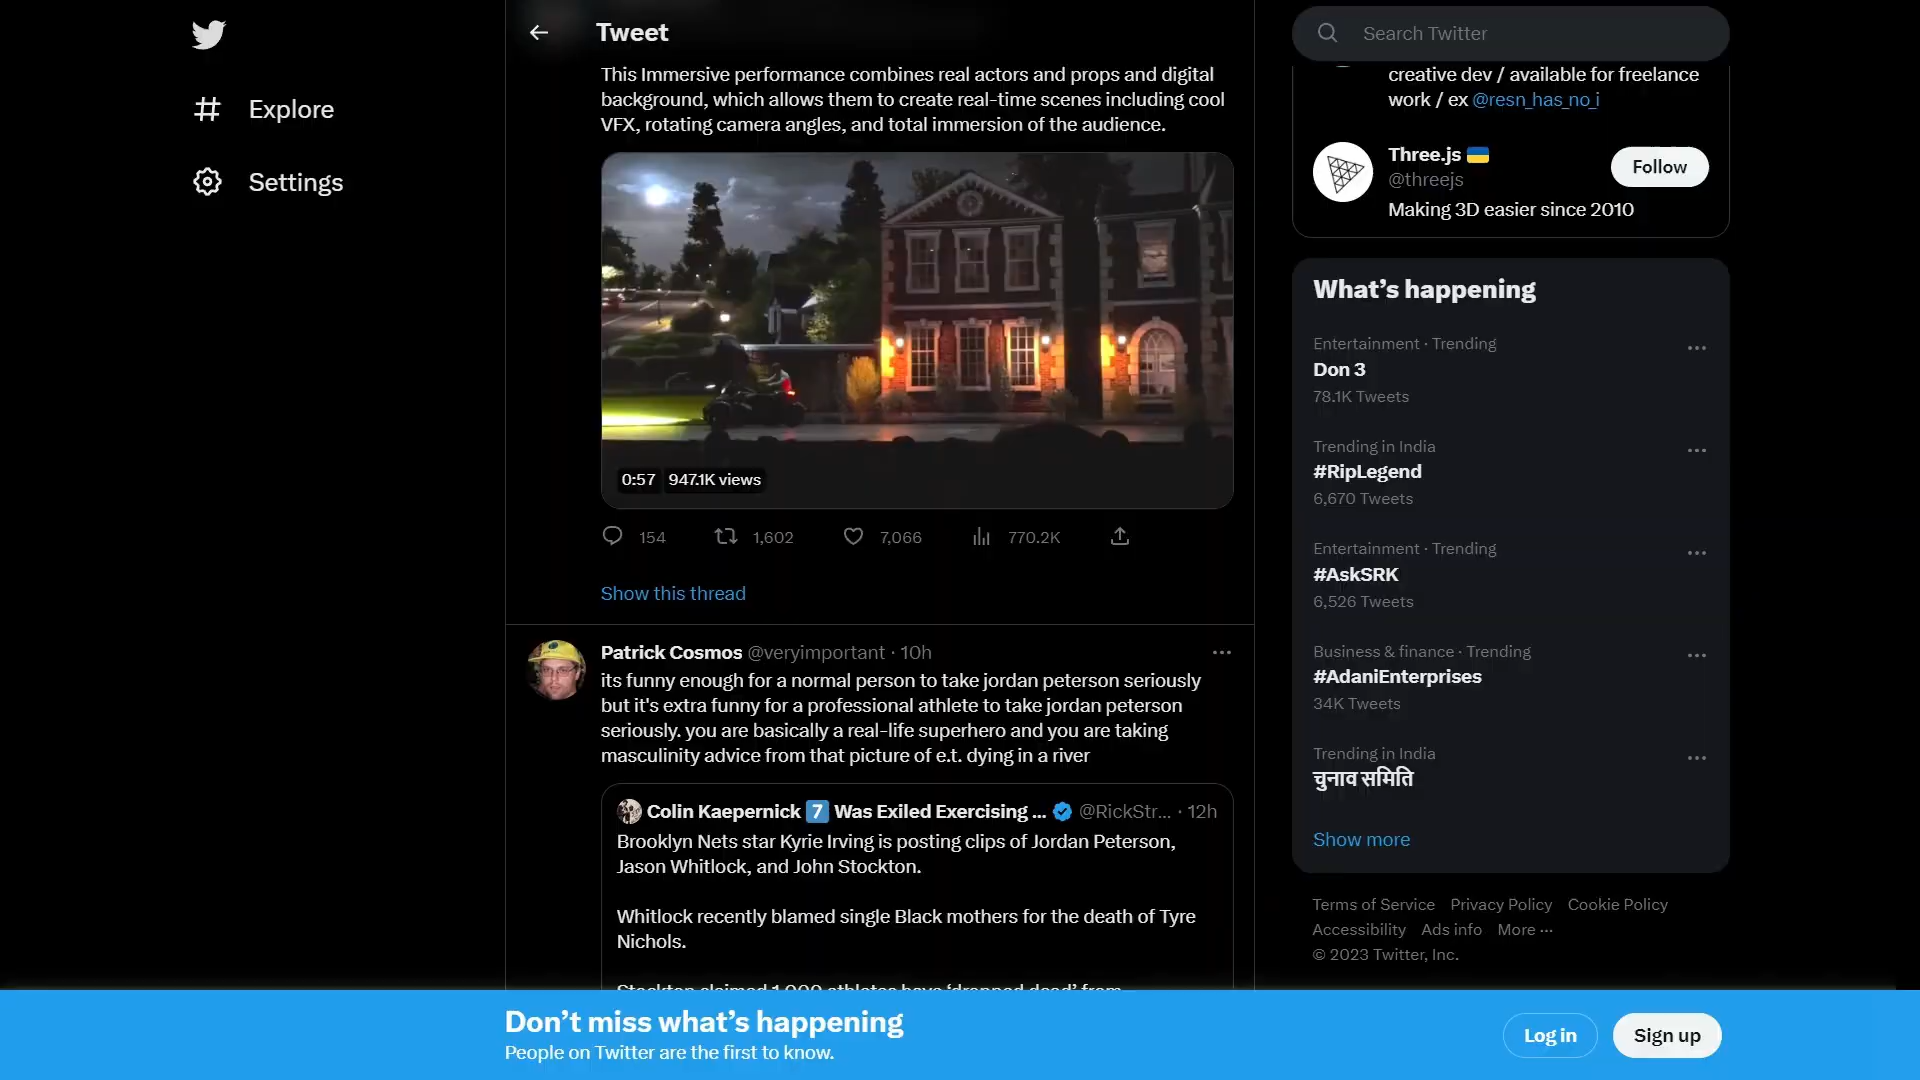 Explore
Settings
Tweet
This Immersive performance combines real actors and props and digital
background, which allows them to create real-time scenes including cool
VFX, rotating camera angles, and total immersion of the audience.
0:57 947.1K views
154 1,602 7,066 770.2K
Show this thread
Patrick Cosmos @veryimportant · 10h
its funny enough for a normal person to take jordan peterson seriously
but it's extra funny for a professional athlete to take jordan peterson
seriously. you are basically a real-life superhero and you are taking
masculinity advice from that picture of e.t. dying in a river
Colin Kaepernick 7️⃣ Was Exiled Exercising ... @RickStr... · 12h
Brooklyn Nets star Kyrie Irving is posting clips of Jordan Peterson,
Jason Whitlock, and John Stockton.
Whitlock recently blamed single Black mothers for the death of Tyre
Nichols.
Stockton claimed 1,000 athletes have ‘dropped dead’ from
Search Twitter
creative dev / available for freelance
work / ex @resn_has_no_i
Three.js 🇺🇦
@threejs
Follow
Making 3D easier since 2010
What’s happening
Entertainment · Trending
Don 3
78.1K Tweets
Trending in India
#RipLegend
6,670 Tweets
Entertainment · Trending
#AskSRK
6,526 Tweets
Business & finance · Trending
#AdaniEnterprises
34K Tweets
Trending in India
चुनाव समिति
Show more
Terms of Service Privacy Policy Cookie Policy
Accessibility Ads info More ...
© 2023 Twitter, Inc.
Don’t miss what’s happening
People on Twitter are the first to know.
Log in
Sign up